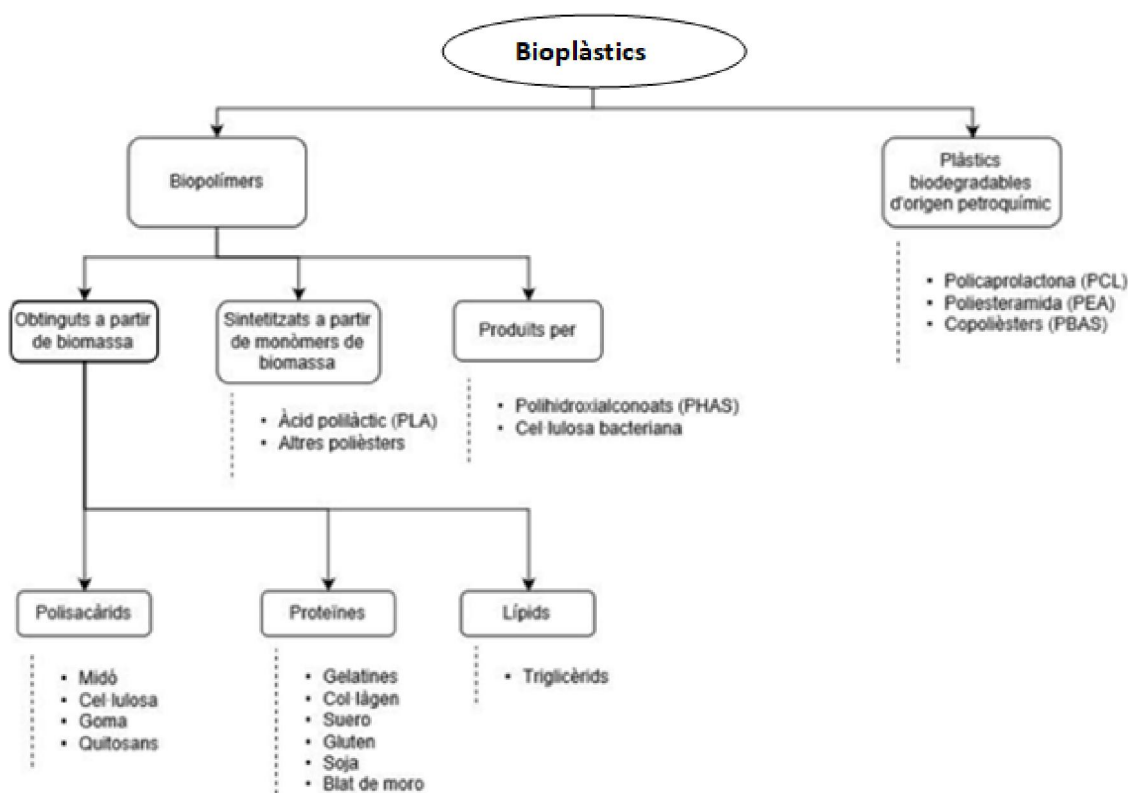 Bioplàstics
Biopolímers
Plàstics
biodegradables
d'origen petroquímic
• Policaprolactona (PCL)
• Poliesteramida (PEA)
• Copolièsters (PBAS)
Obtinguts a partir
de biomassa
Sintetitzats a partir
de monòmers de
biomassa
Produïts per
• Àcid polilàctic (PLA)
• Altres polièsters
• Polihidroxialconoats (PHAS)
• Cel·lulosa bacteriana
Polisacàrids
Proteïnes
Lípids
• Midó
• Cel·lulosa
• Goma
• Quitosans
• Gelatines
• Col·làgen
• Suero
• Gluten
• Soja
• Blat de moro
• Triglicèrids